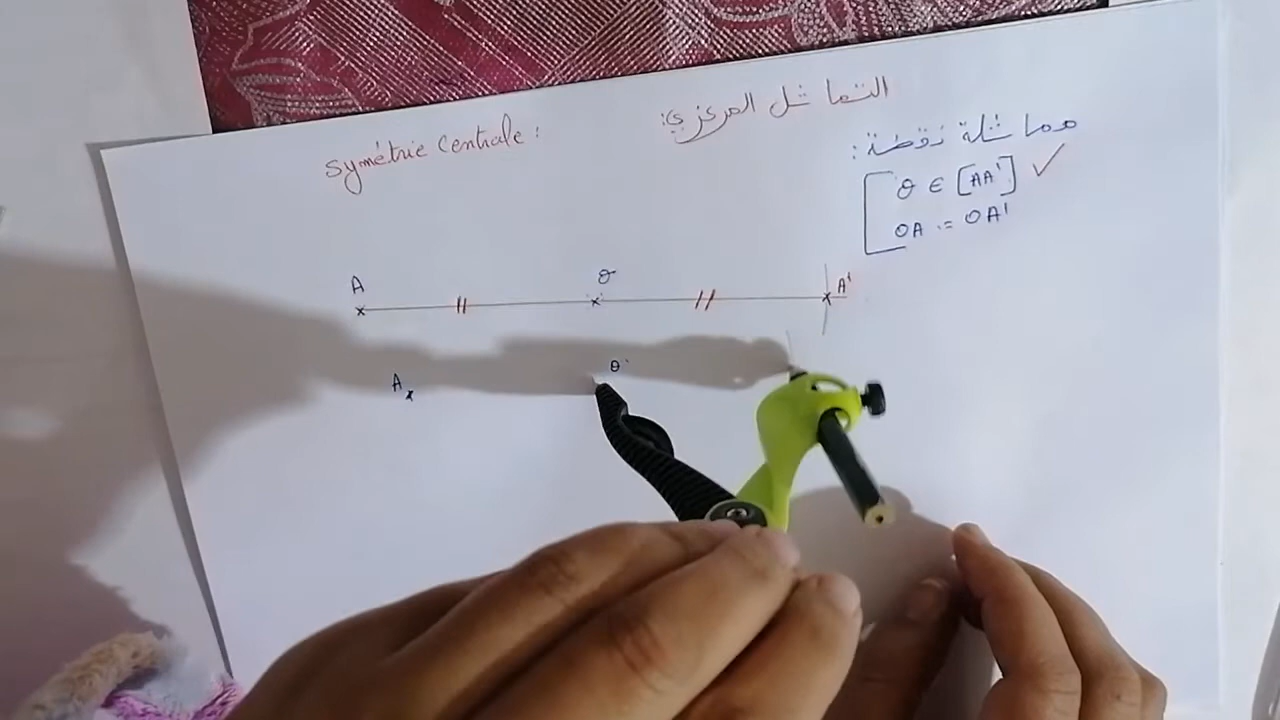 symétrie centrale :
التماثل المركزي:
مماثلة نقطة :
O ∈ [AA'] ✓
OA = OA'
A O A'
A O